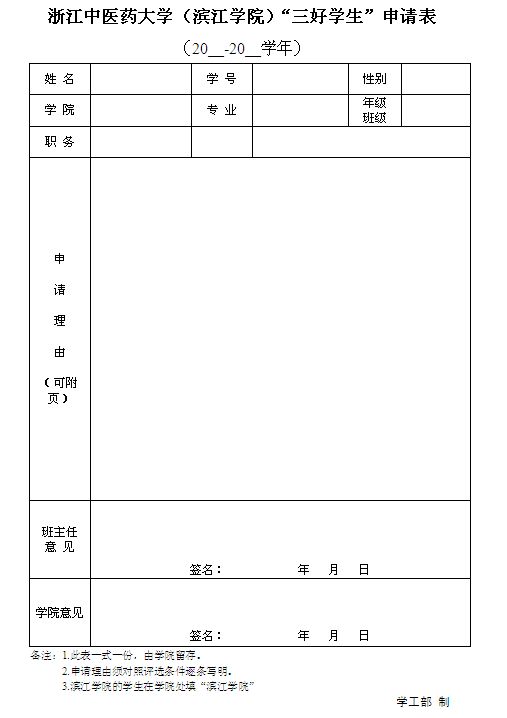 浙江中医药大学（滨江学院）“三好学生”申请表
（20__-20__学年）
姓 名 学 号 性别
学 院 专 业 年级
班级
职 务
申
请
理
由
（可附
页）
班主任
意 见
签名： 年 月 日
学院意见
签名： 年 月 日
备注：1.此表一式一份，由学院留存。
2.申请理由须对照评选条件逐条写明。
3.滨江学院的学生在学院处填“滨江学院”
学工部 制